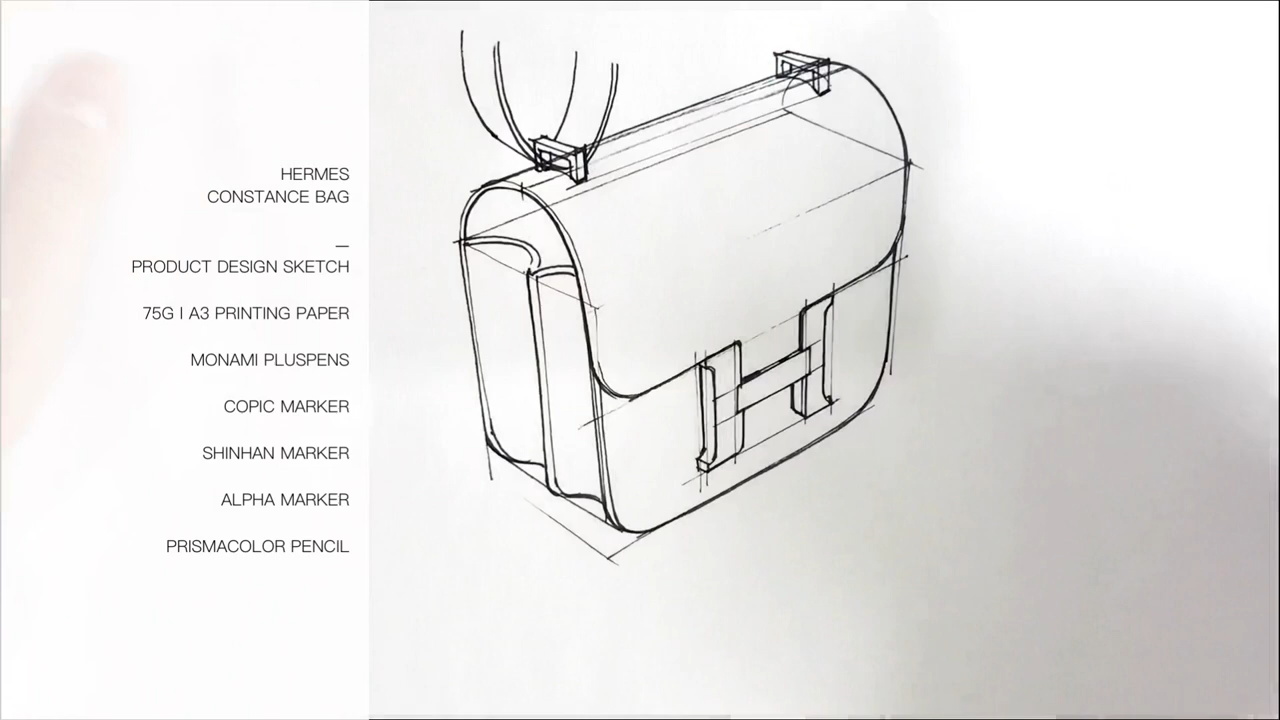 HERMES
CONSTANCE BAG
—
PRODUCT DESIGN SKETCH
75G I A3 PRINTING PAPER
MONAMI PLUSPENS
COPIC MARKER
SHINHAN MARKER
ALPHA MARKER
PRISMACOLOR PENCIL